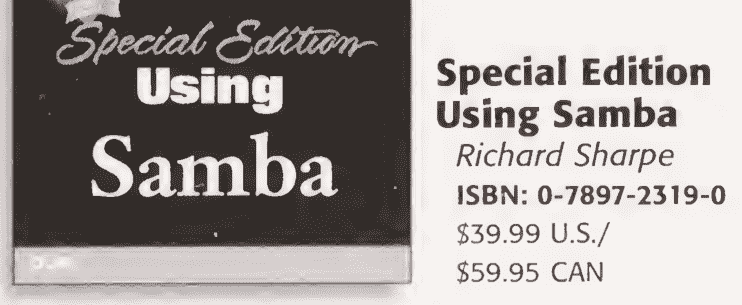 Special Edition
Using
Samba
Special Edition
Using Samba
Richard Sharpe
ISBN: 0-7897-2319-0
$39.99 U.S./
$59.95 CAN